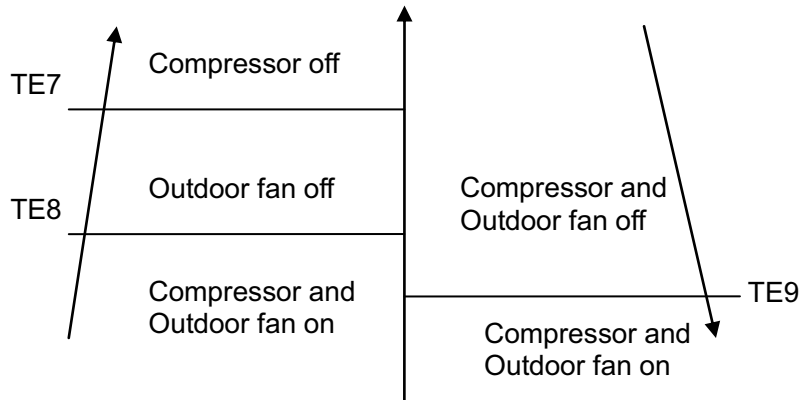 Compressor off
TE7
Outdoor fan off
TE8
Compressor and
Outdoor fan off
Compressor and
Outdoor fan on
TE9
Compressor and
Outdoor fan on